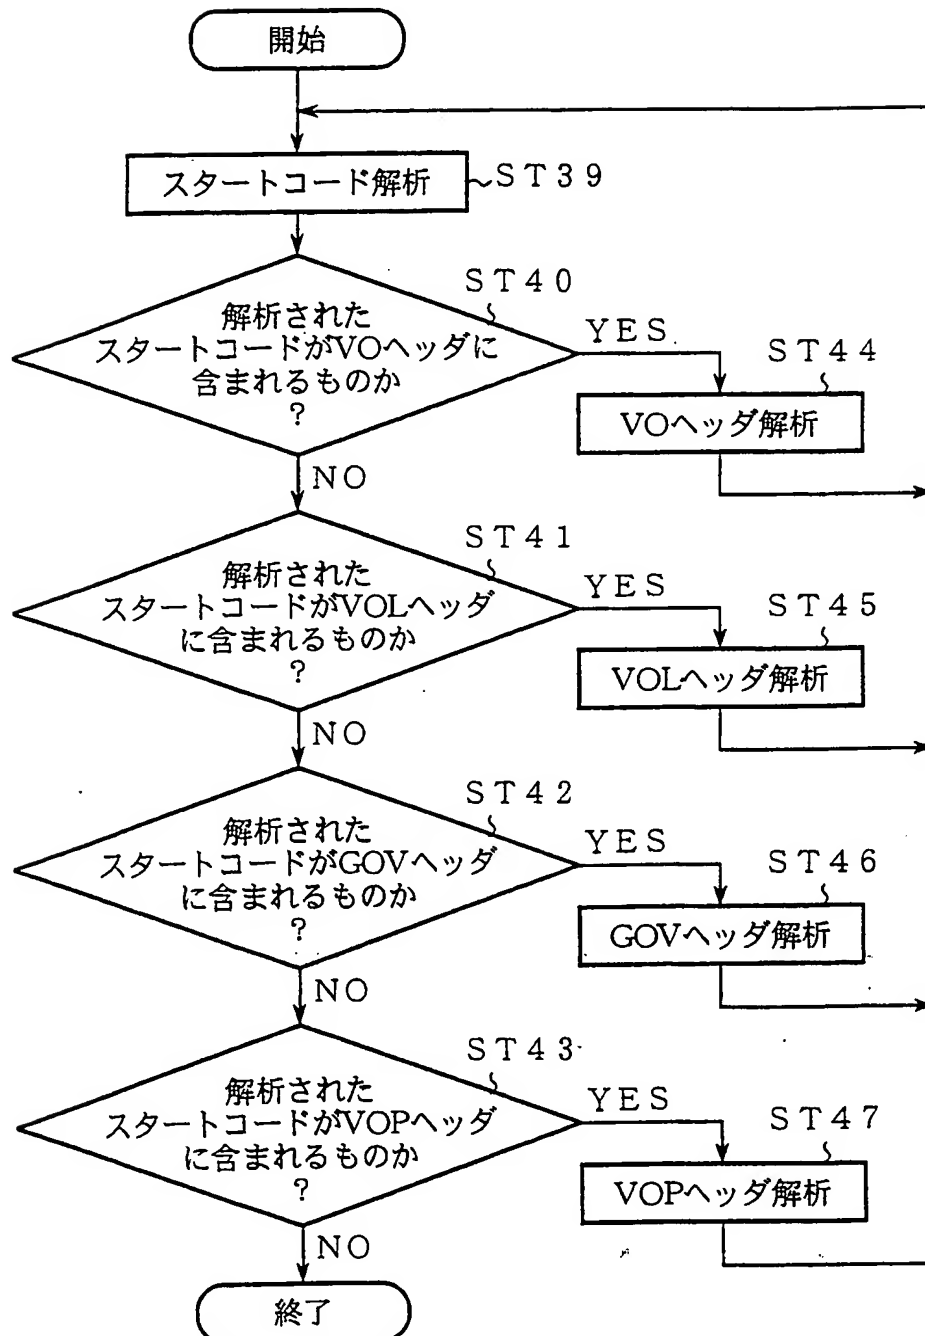 開始
スタートコード解析
ST39
ST40
解析された
スタートコードがVOヘッダに
含まれるものか
?
YES
ST44
VOヘッダ解析
NO
ST41
解析された
スタートコードがVOLヘッダ
に含まれるものか
?
YES
ST45
VOLヘッダ解析
NO
ST42
解析された
スタートコードがGOVヘッダ
に含まれるものか
?
YES
ST46
GOVヘッダ解析
NO
ST43
解析された
スタートコードがVOPヘッダ
に含まれるものか
?
YES
ST47
VOPヘッダ解析
NO
終了